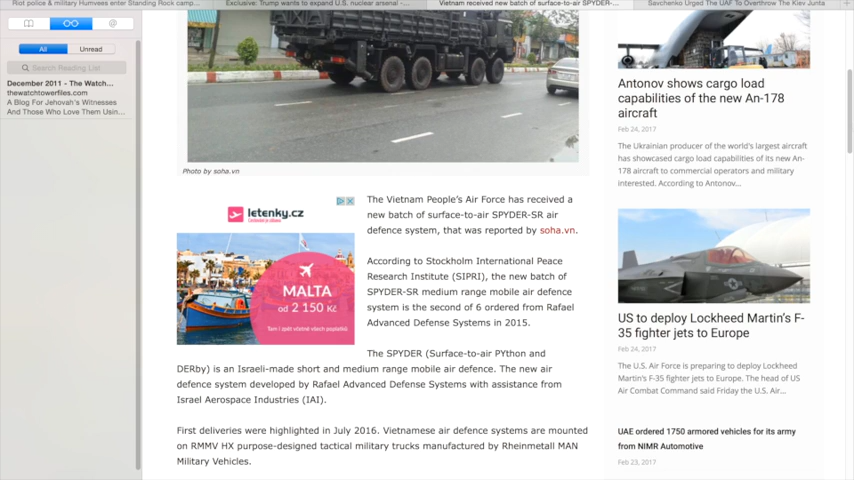 Riot police & military Humvees enter Standing Rock camp...
Exclusive: Trump wants to expand U.S. nuclear arsenal -...
Vietnam received new batch of surface-to-air SPYDER-SR-...
Savchenko Urged The UAF To Overthrow The Kiev Junta
All
Unread
Search Reading List
December 2011 - The Watch...
thewatchtowerfiles.com
A Blog For Jehovah's Witnesses
And Those Who Love Them Usin...
Photo by soha.vn
letenky.cz
MALTA
od 2 150 Kč
The Vietnam People's Air Force has received a
new batch of surface-to-air SPYDER-SR air
defence system, that was reported by soha.vn.
According to Stockholm International Peace
Research Institute (SIPRI), the new batch of
SPYDER-SR medium range mobile air defence
system is the second of 6 ordered from Rafael
Advanced Defense Systems in 2015.
The SPYDER (Surface-to-air PYthon and
DERby) is an Israeli-made short and medium range mobile air defence. The new air
defence system developed by Rafael Advanced Defense Systems with assistance from
Israel Aerospace Industries (IAI).
First deliveries were highlighted in July 2016. Vietnamese air defence systems are mounted
on RMMV HX purpose-designed tactical military trucks manufactured by Rheinmetall MAN
Military Vehicles.
Antonov shows cargo load
capabilities of the new An-178
aircraft
Feb 24, 2017
The Ukrainian producer of the world's largest aircraft
has showcased cargo load capabilities of its new An-
178 aircraft to commercial operators and military
interested. According to Antonov...
US to deploy Lockheed Martin's F-
35 fighter jets to Europe
Feb 24, 2017
The U.S. Air Force is preparing to deploy Lockheed
Martin's F-35 fighter jets to Europe. The head of US
Air Combat Command said Friday the U.S. Air...
UAE ordered 1750 armored vehicles for its army
from NIMR Automotive
Feb 23, 2017